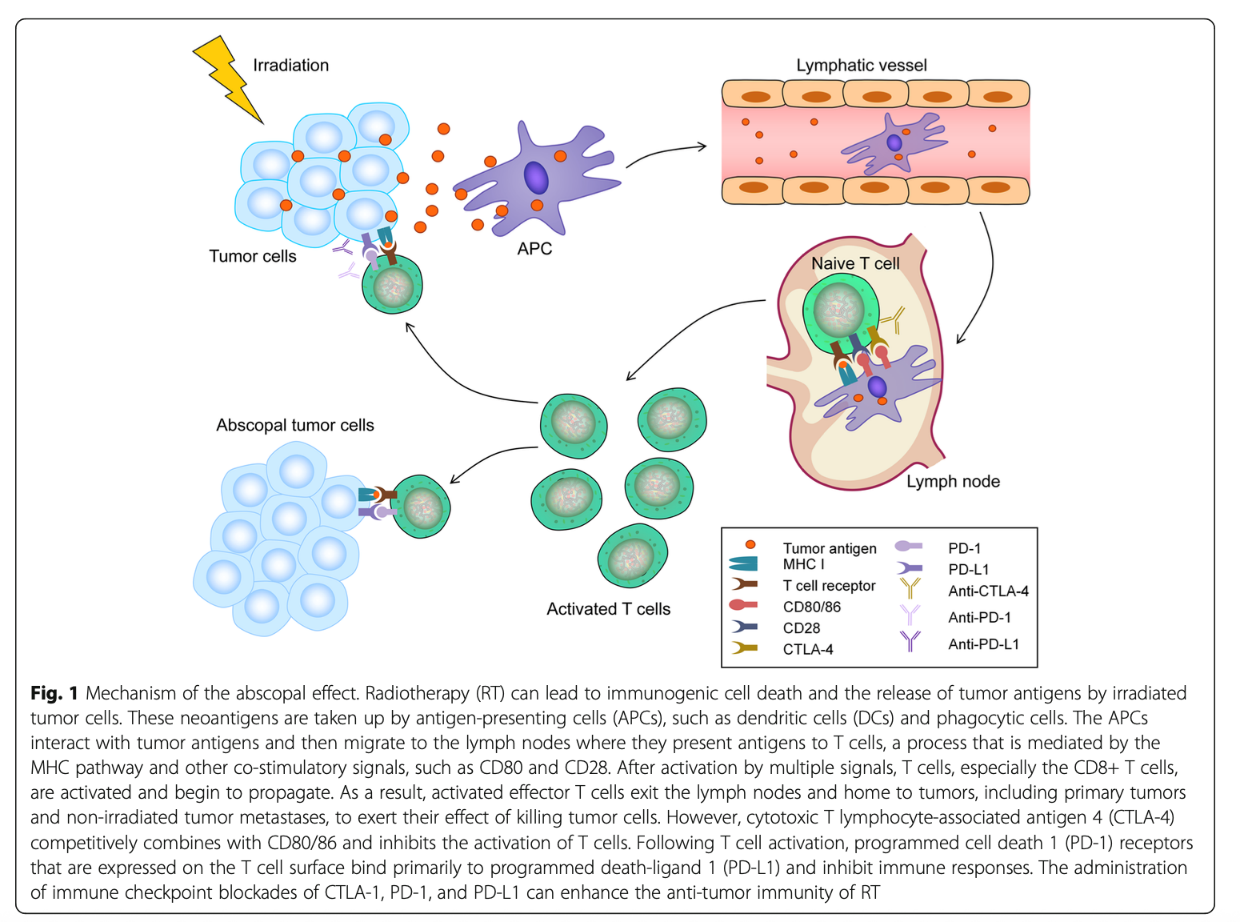 Irradiation
Lymphatic vessel
Tumor cells
APC
Naive T cell
Abscopal tumor cells
Lymph node
Activated T cells
Tumor antigen
MHC I
T cell receptor
CD80/86
CD28
CTLA-4
PD-1
PD-L1
Anti-CTLA-4
Anti-PD-1
Anti-PD-L1
Fig. 1 Mechanism of the abscopal effect. Radiotherapy (RT) can lead to immunogenic cell death and the release of tumor antigens by irradiated
tumor cells. These neoantigens are taken up by antigen-presenting cells (APCs), such as dendritic cells (DCs) and phagocytic cells. The APCs
interact with tumor antigens and then migrate to the lymph nodes where they present antigens to T cells, a process that is mediated by the
MHC pathway and other co-stimulatory signals, such as CD80 and CD28. After activation by multiple signals, T cells, especially the CD8+ T cells,
are activated and begin to propagate. As a result, activated effector T cells exit the lymph nodes and home to tumors, including primary tumors
and non-irradiated tumor metastases, to exert their effect of killing tumor cells. However, cytotoxic T lymphocyte-associated antigen 4 (CTLA-4)
competitively combines with CD80/86 and inhibits the activation of T cells. Following T cell activation, programmed cell death 1 (PD-1) receptors
that are expressed on the T cell surface bind primarily to programmed death-ligand 1 (PD-L1) and inhibit immune responses. The administration
of immune checkpoint blockades of CTLA-1, PD-1, and PD-L1 can enhance the anti-tumor immunity of RT